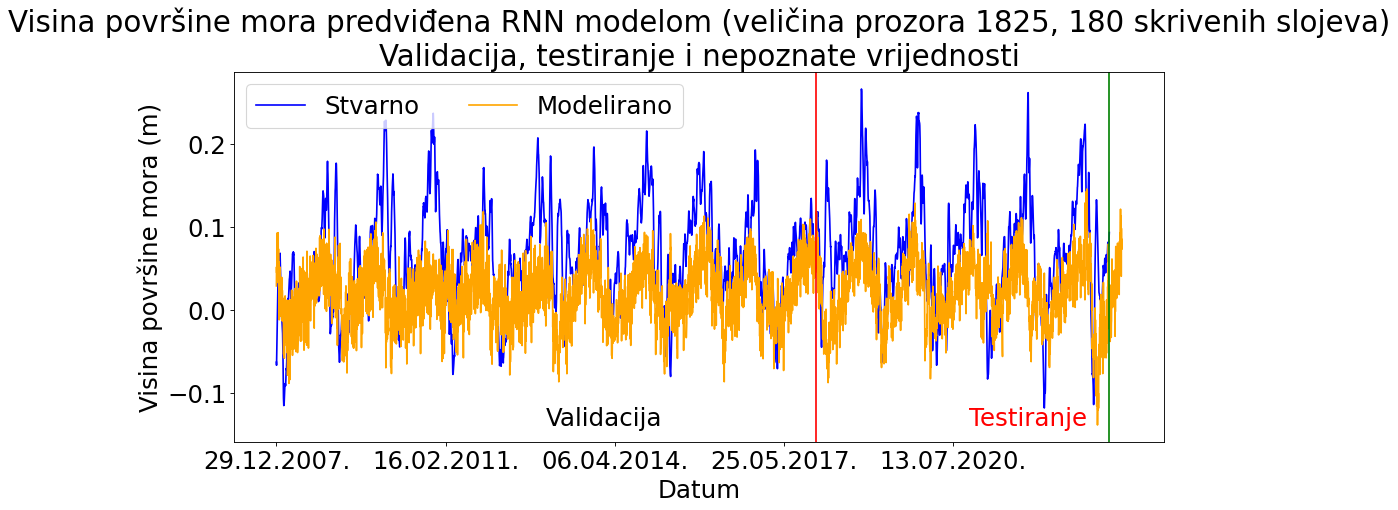 Visina površine mora predviđena RNN modelom (veličina prozora 1825, 180 skrivenih slojeva)
Validacija, testiranje i nepoznate vrijednosti
Stvarno
Modelirano
Visina površine mora (m)
0.2
0.1
0.0
−0.1
Validacija
Testiranje
29.12.2007.
16.02.2011.
06.04.2014.
25.05.2017.
13.07.2020.
Datum